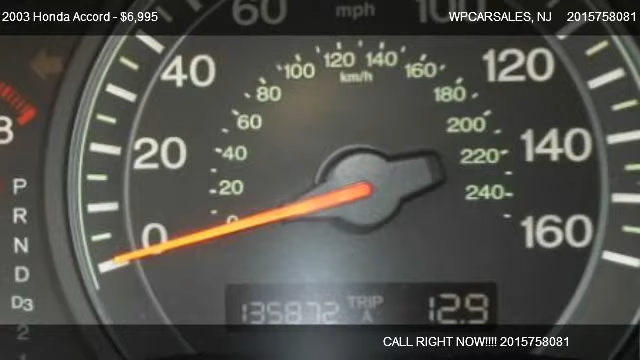 2003 Honda Accord - $6,995 WPCARSALES, NJ 2015758081
60 mph 100
40 100 120 140 160 120
km/h
80 180
60 200
20 40 220 140
20 240
0 0 160
8
P
R
N
D
D3
2
135872 TRIP A 12.9
CALL RIGHT NOW!!!! 2015758081